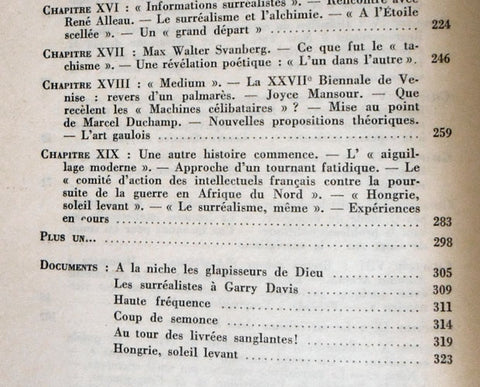 CHAPITRE XVI : « Informations surréalistes ». — Rencontre avec
René Alleau. — Le surréalisme et l'alchimie. — « A l'Étoile
scellée ». — Un « grand départ » 224
CHAPITRE XVII : Max Walter Svanberg. — Ce que fut le « ta-
chisme ». — Une révélation poétique : « L'un dans l'autre ». 246
CHAPITRE XVIII : « Medium ». — La XXVIIe Biennale de Ve-
nise : revers d'un palmarès. — Joyce Mansour. — Que
recèlent les « Machines célibataires » ? — Mise au point
de Marcel Duchamp. — Nouvelles propositions théoriques.
— L'art gaulois .................... 259
CHAPITRE XIX : Une autre histoire commence. — L' « aiguil-
lage moderne ». — Approche d'un tournant fatidique. — Le
« comité d'action des intellectuels français contre la pour-
suite de la guerre en Afrique du Nord ». — « Hongrie,
soleil levant ». — « Le surréalisme, même ». — Expériences
en cours .................... 283
PLUS UN... .................... 298
DOCUMENTS : A la niche les glapisseurs de Dieu .................... 305
Les surréalistes à Garry Davis .................... 309
Haute fréquence .................... 311
Coup de semonce .................... 314
Au tour des livrées sanglantes! .................... 319
Hongrie, soleil levant .................... 323